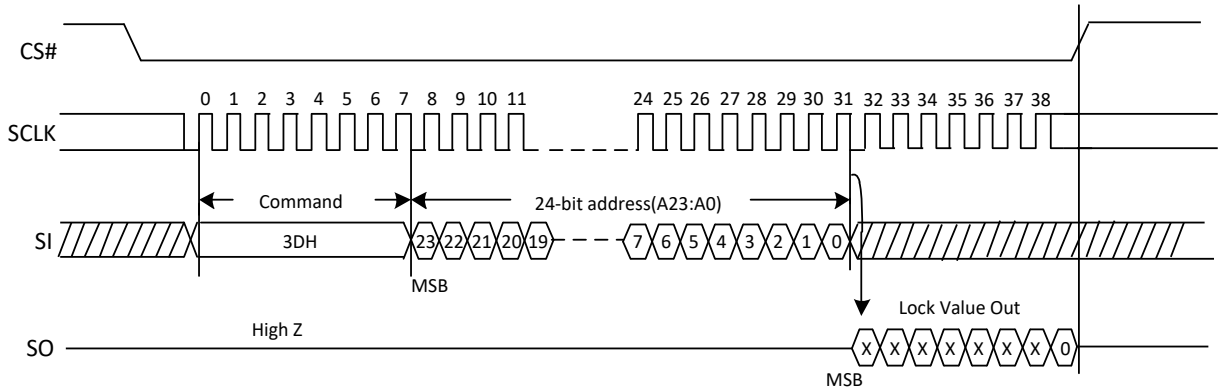 CS#
0 1 2 3 4 5 6 7 8 9 10 11 24 25 26 27 28 29 30 31 32 33 34 35 36 37 38
SCLK
Command 24-bit address(A23:A0)
SI 3DH 23 22 21 20 19 7 6 5 4 3 2 1 0
MSB
Lock Value Out
High Z
SO X X X X X X X 0
MSB